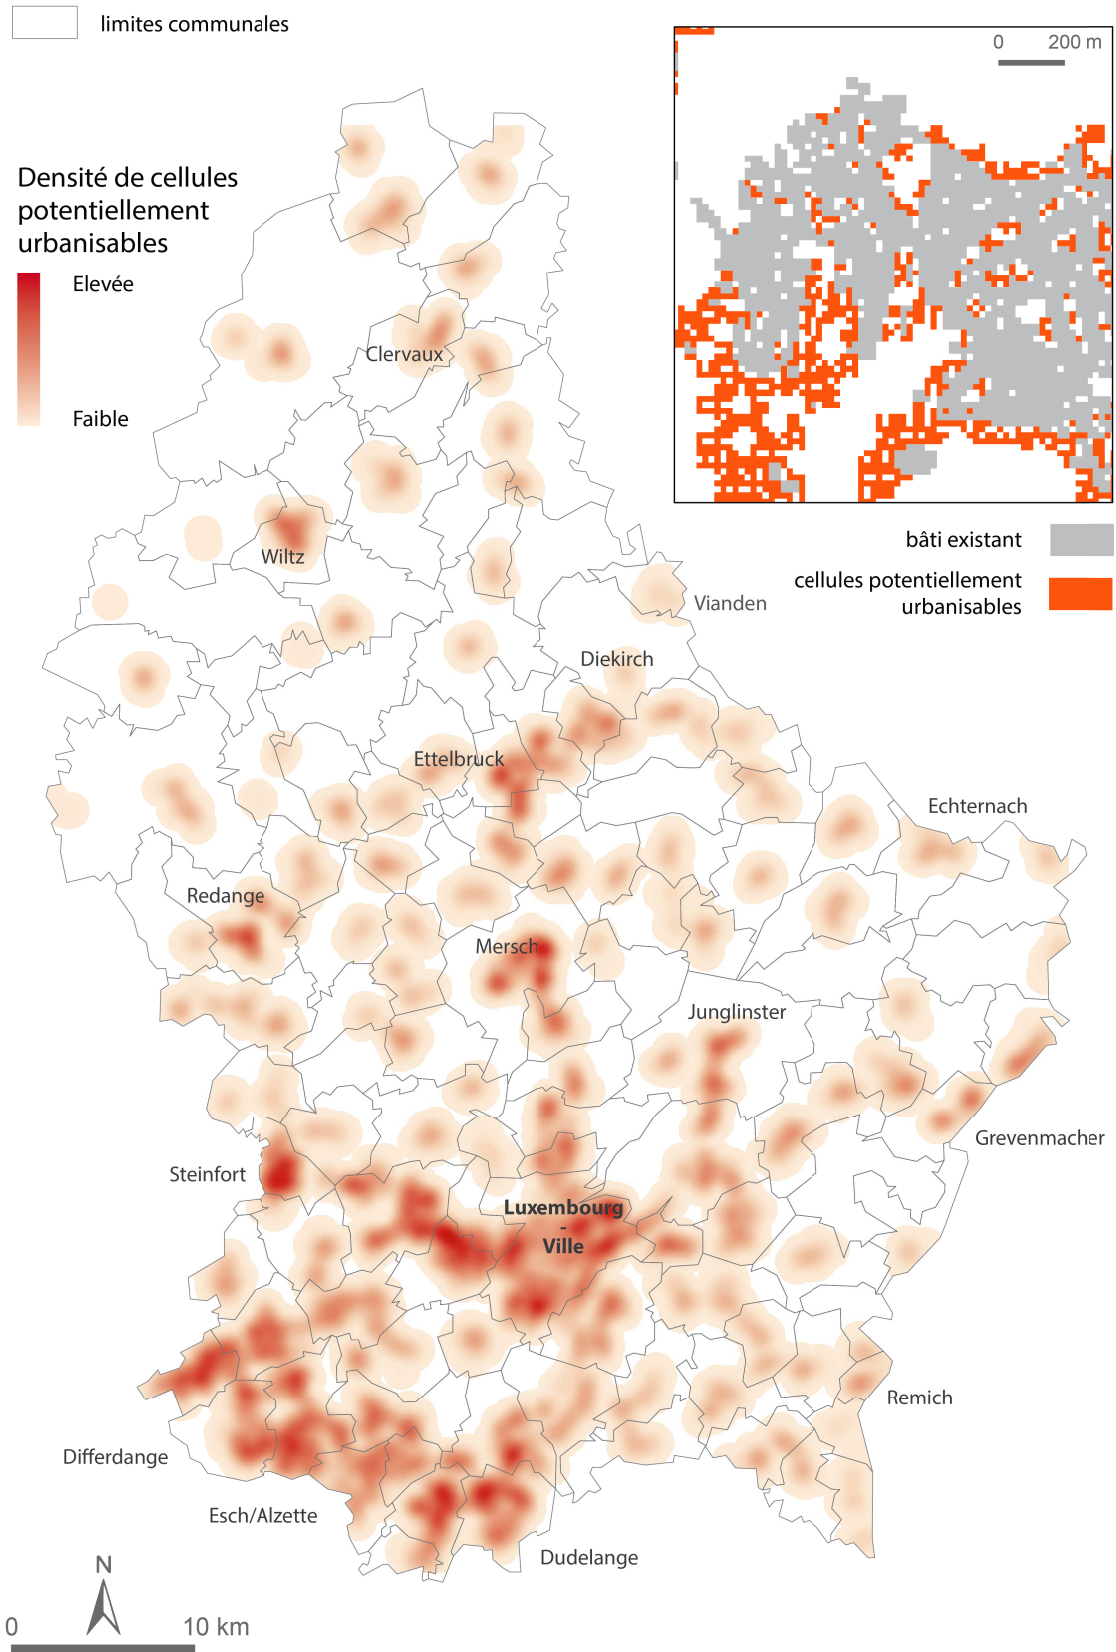 limites communales
0 200 m
Densité de cellules
potentiellement
urbanisables
Elevée
Faible
Clervaux
bâti existant
cellules potentiellement
urbanisables
Wiltz
Vianden
Diekirch
Ettelbruck
Echternach
Redange
Mersch
Junglinster
Grevenmacher
Steinfort
Luxembourg
-
Ville
Remich
Differdange
Esch/Alzette
Dudelange
N
0 10 km